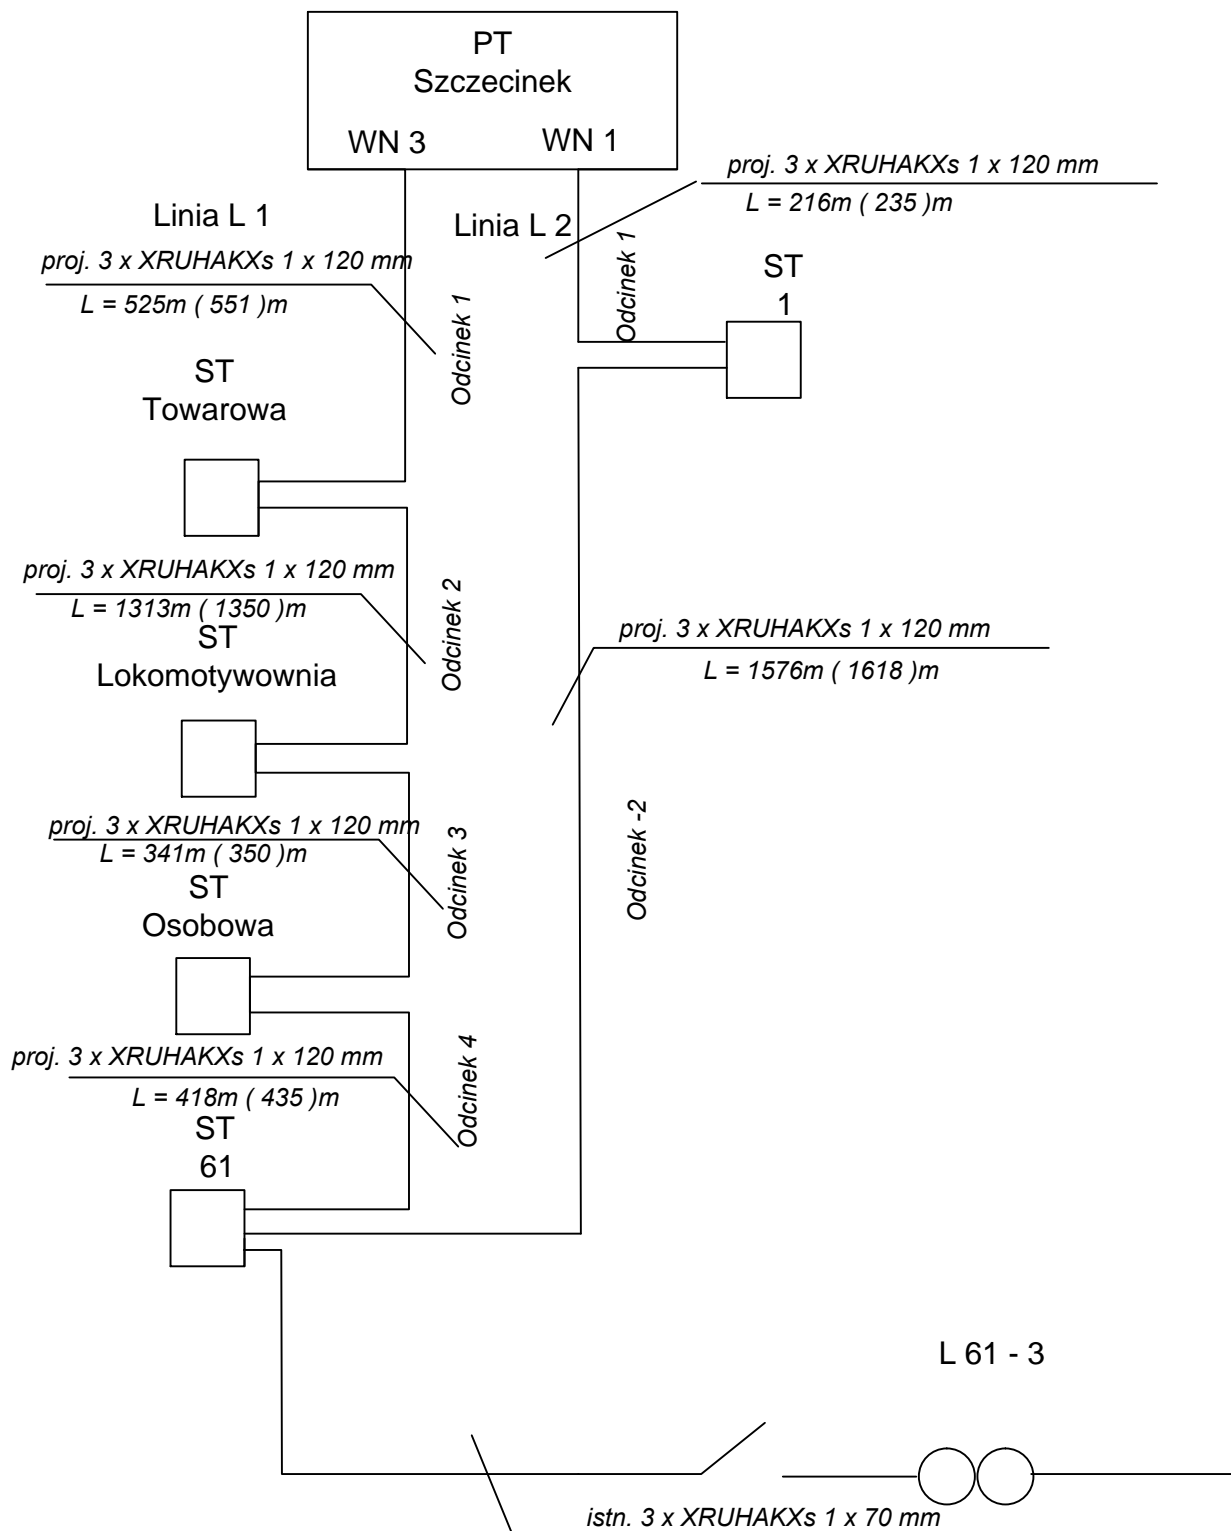 PT
Szczecinek
WN 3
WN 1
proj. 3 x XRUHAKXs 1 x 120 mm
L = 216m ( 235 )m
Linia L 1
Linia L 2
proj. 3 x XRUHAKXs 1 x 120 mm
L = 525m ( 551 )m
Odcinek 1
Odcinek 1
ST
1
ST
Towarowa
proj. 3 x XRUHAKXs 1 x 120 mm
L = 1313m ( 1350 )m
Odcinek 2
ST
Lokomotywownia
proj. 3 x XRUHAKXs 1 x 120 mm
L = 1576m ( 1618 )m
Odcinek -2
proj. 3 x XRUHAKXs 1 x 120 mm
L = 341m ( 350 )m
Odcinek 3
ST
Osobowa
proj. 3 x XRUHAKXs 1 x 120 mm
L = 418m ( 435 )m
Odcinek 4
ST
61
L 61 - 3
istn. 3 x XRUHAKXs 1 x 70 mm